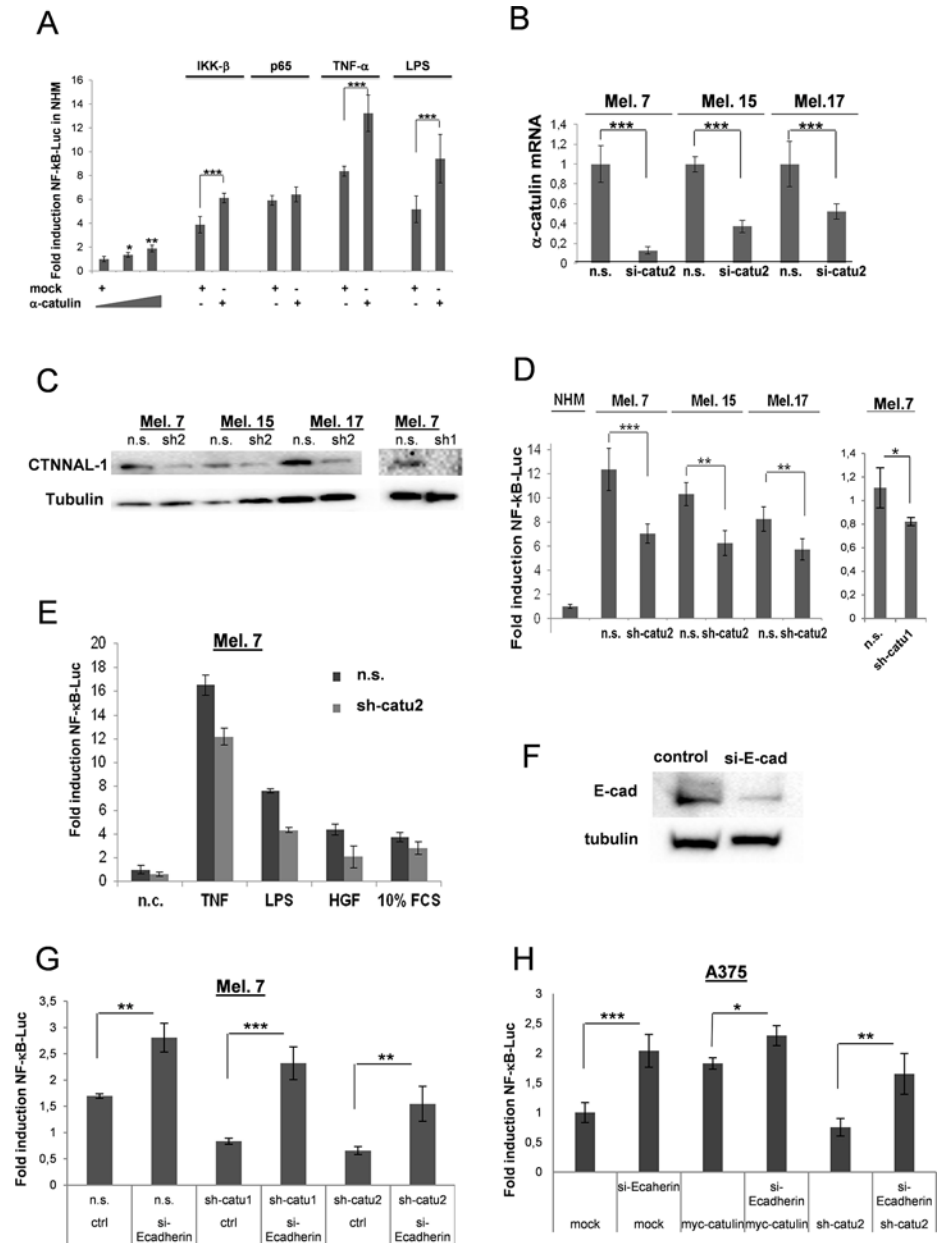 A
IKK-β p65 TNF-α LPS
Fold induction NF-kB-Luc in NHM
16
14
12
10
8
6
4
2
0
* ** *** *** ***
mock + + - + - + - + -
α-catulin - + - + - + - +
B
Mel. 7 Mel. 15 Mel.17
α-catulin mRNA
1,4
1,2
1
0,8
0,6
0,4
0,2
0
*** *** ***
n.s. si-catu2 n.s. si-catu2 n.s. si-catu2
C
Mel. 7 Mel. 15 Mel. 17 Mel. 7
n.s. sh2 n.s. sh2 n.s. sh2 n.s. sh1
CTNNAL-1
Tubulin
D
NHM Mel. 7 Mel. 15 Mel.17 Mel.7
Fold induction NF-kB-Luc
14
12
10
8
6
4
2
0
*** ** **
n.s. sh-catu2 n.s. sh-catu2 n.s. sh-catu2
1,4
1,2
1
0,8
0,6
0,4
0,2
0
*
n.s. sh-catu1
E
Mel. 7
Fold induction NF-κB-Luc
20
18
16
14
12
10
8
6
4
2
0
n.s.
sh-catu2
n.c. TNF LPS HGF 10% FCS
F
control si-E-cad
E-cad
tubulin
G
Mel. 7
Fold induction NF-κB-Luc
3,5
3
2,5
2
1,5
1
0,5
0
** *** **
n.s. n.s. sh-catu1 sh-catu1 sh-catu2 sh-catu2
ctrl si-Ecadherin ctrl si-Ecadherin ctrl si-Ecadherin
H
A375
Fold induction NF-κB-Luc
3
2,5
2
1,5
1
0,5
0
*** * **
si-Ecaherin si-Ecadherin si-Ecadherin
mock mock myc-catulin myc-catulin sh-catu2 sh-catu2